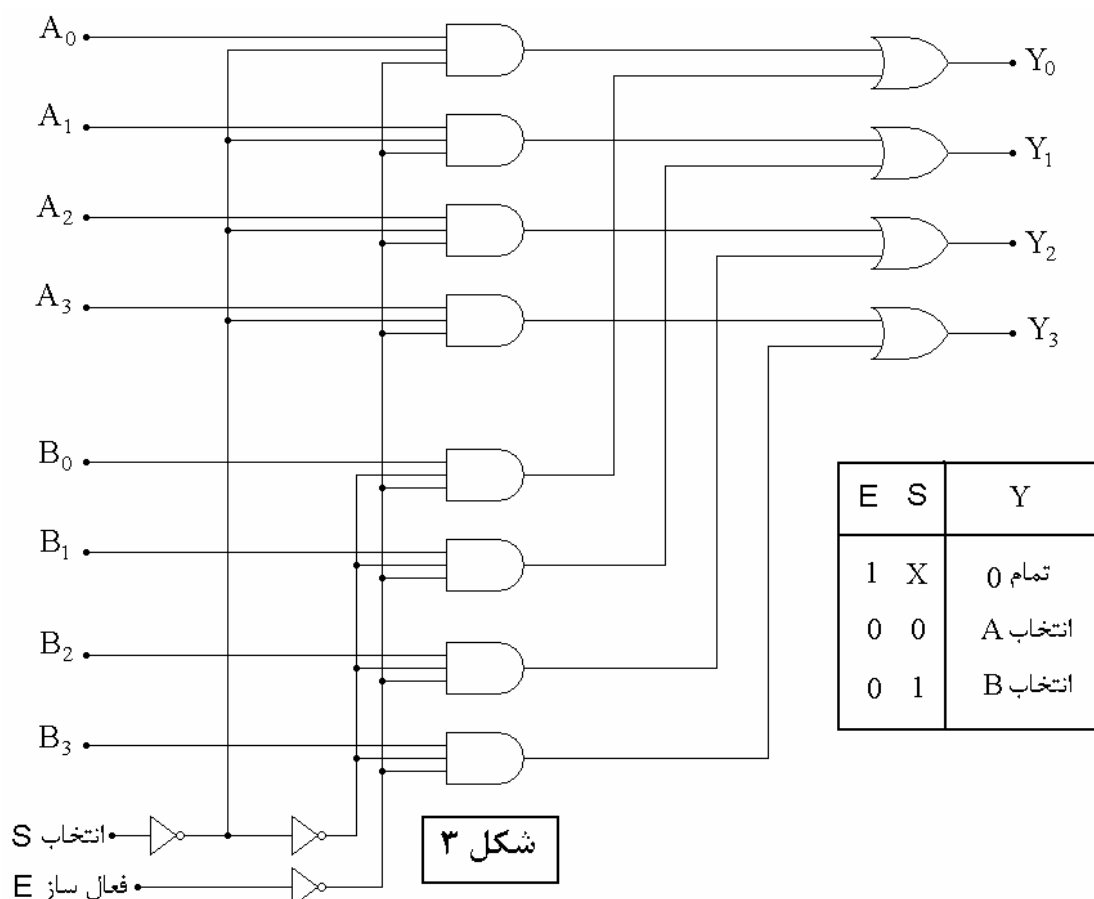 A0
A1
A2
A3
B0
B1
B2
B3
انتخاب S
فعال ساز E
Y0
Y1
Y2
Y3
E S Y
1 X تمام 0
0 0 انتخاب A
0 1 انتخاب B
شکل ۳